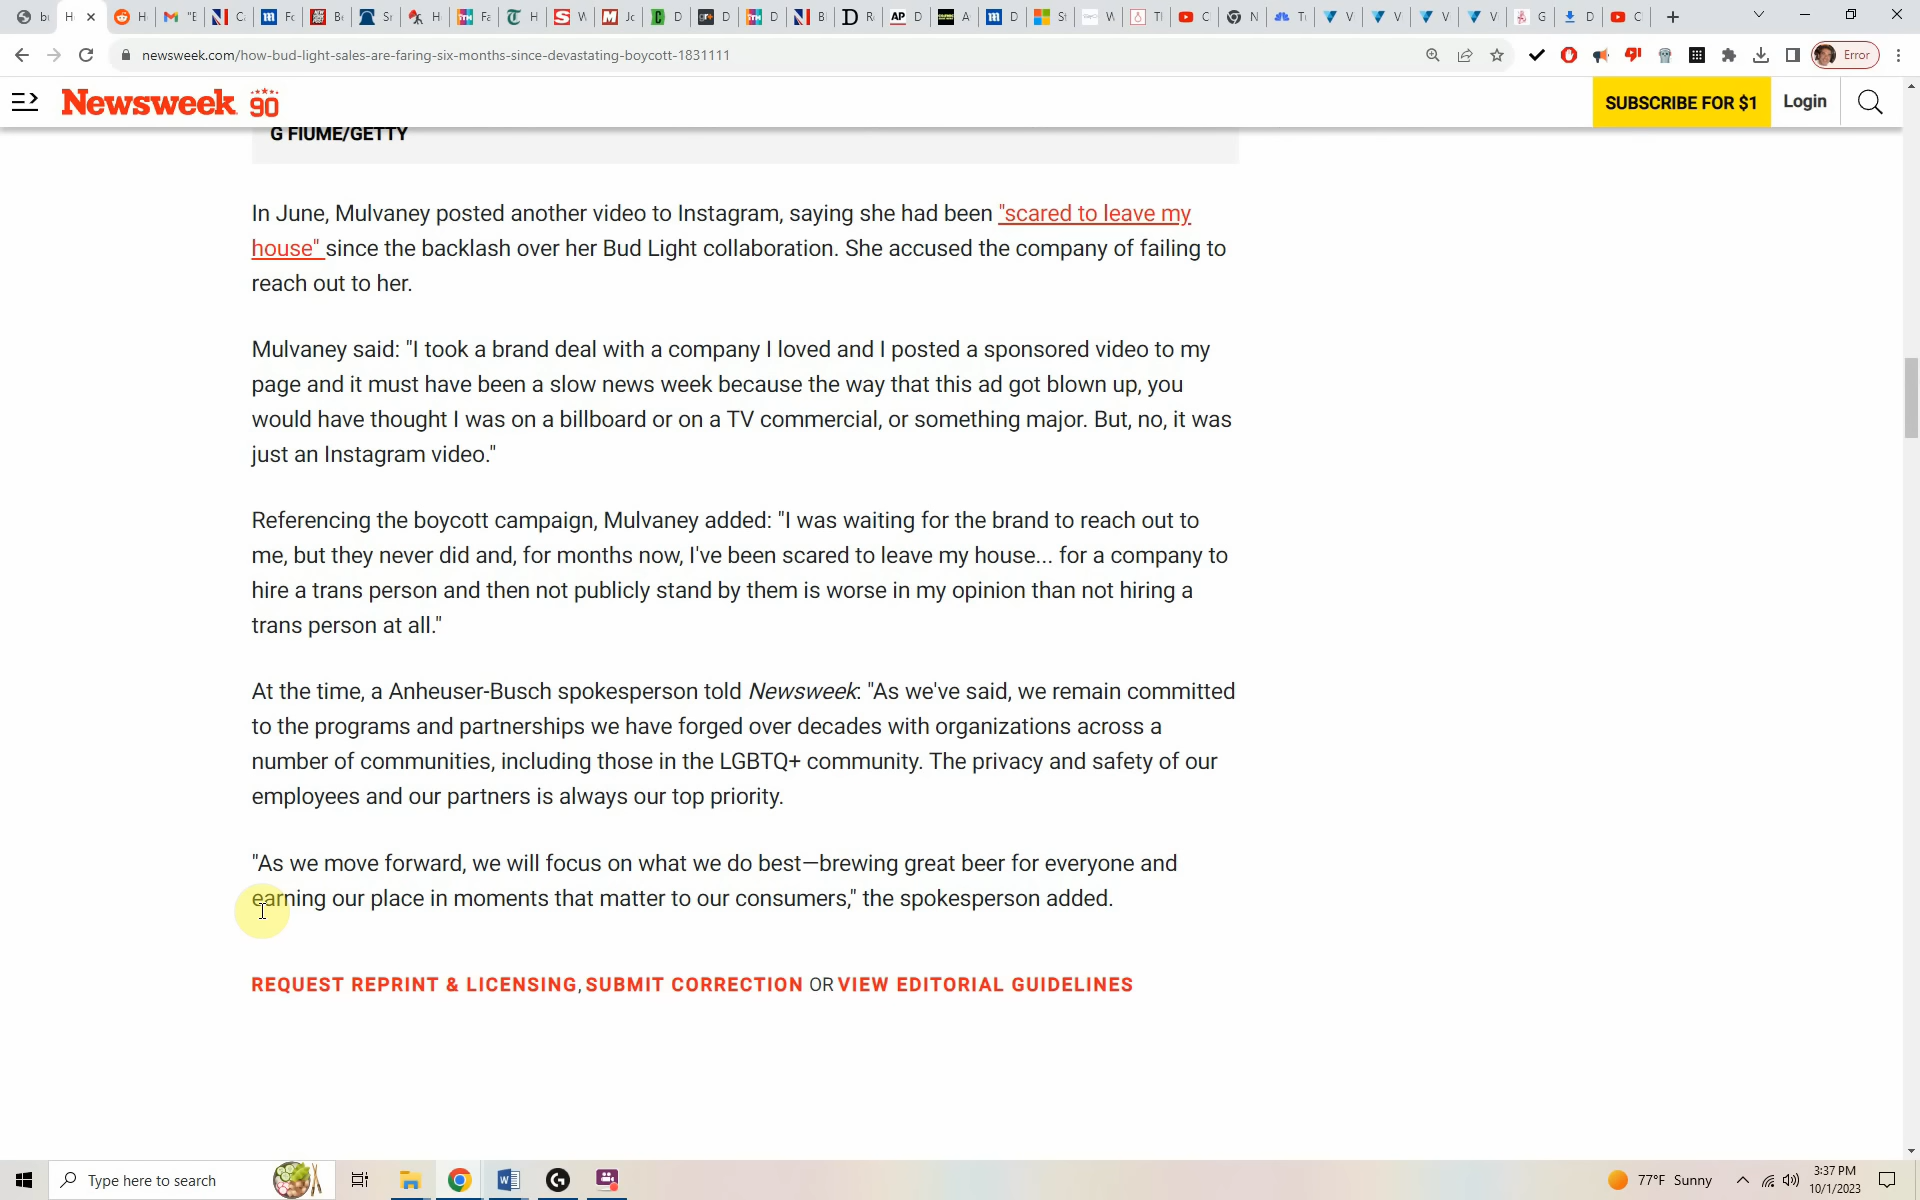 newsweek.com/how-bud-light-sales-are-faring-six-months-since-devastating-boycott-1831111
Error
Newsweek 90
SUBSCRIBE FOR $1
Login
G FIUME/GETTY
In June, Mulvaney posted another video to Instagram, saying she had been "scared to leave my
house" since the backlash over her Bud Light collaboration. She accused the company of failing to
reach out to her.
Mulvaney said: "I took a brand deal with a company I loved and I posted a sponsored video to my
page and it must have been a slow news week because the way that this ad got blown up, you
would have thought I was on a billboard or on a TV commercial, or something major. But, no, it was
just an Instagram video."
Referencing the boycott campaign, Mulvaney added: "I was waiting for the brand to reach out to
me, but they never did and, for months now, I've been scared to leave my house... for a company to
hire a trans person and then not publicly stand by them is worse in my opinion than not hiring a
trans person at all."
At the time, a Anheuser-Busch spokesperson told Newsweek: "As we've said, we remain committed
to the programs and partnerships we have forged over decades with organizations across a
number of communities, including those in the LGBTQ+ community. The privacy and safety of our
employees and our partners is always our top priority.
"As we move forward, we will focus on what we do best—brewing great beer for everyone and
earning our place in moments that matter to our consumers," the spokesperson added.
REQUEST REPRINT & LICENSING, SUBMIT CORRECTION OR VIEW EDITORIAL GUIDELINES
Type here to search
77°F Sunny
3:37 PM
10/1/2023